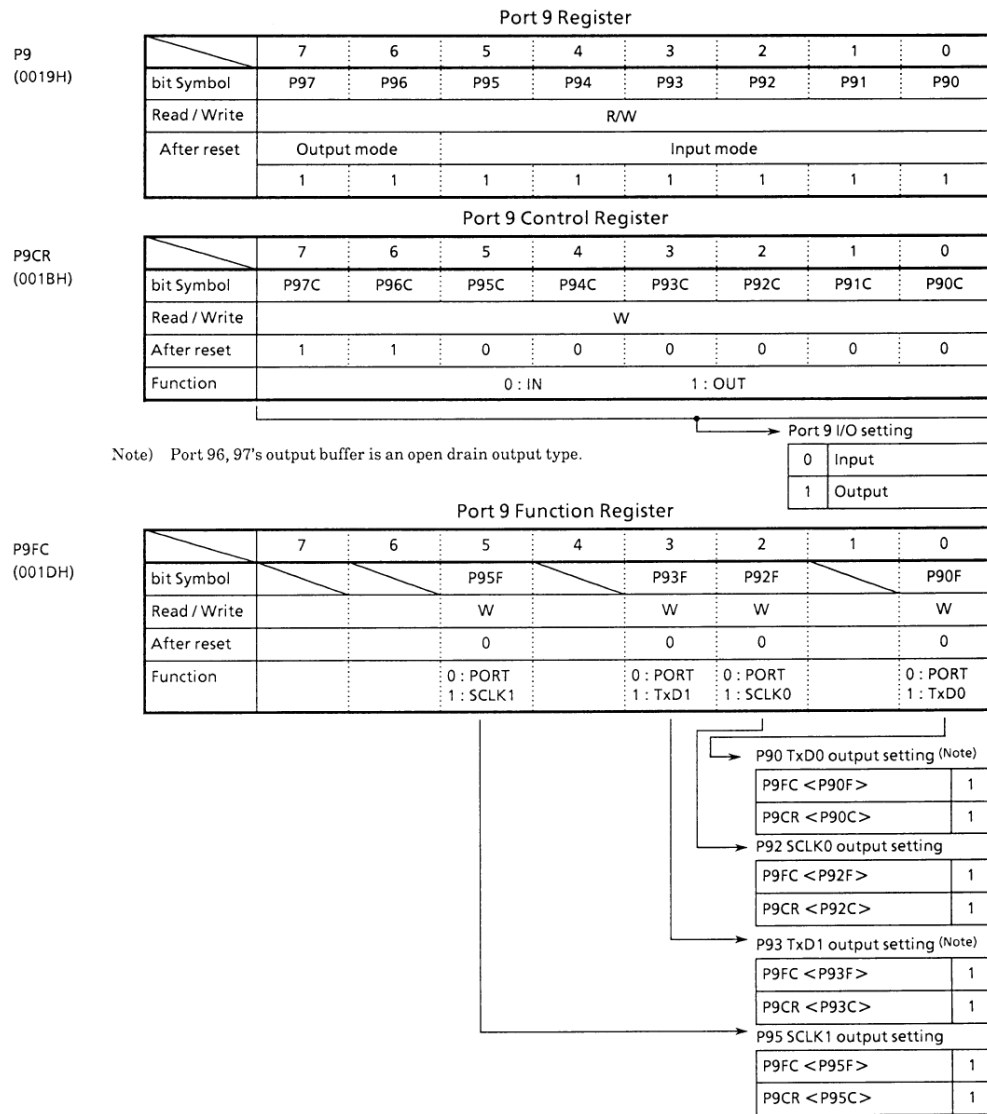 Port 9 Register
P9
(0019H)
7 6 5 4 3 2 1 0
bit Symbol P97 P96 P95 P94 P93 P92 P91 P90
Read / Write R/W
After reset Output mode Input mode
1 1 1 1 1 1 1 1
Port 9 Control Register
P9CR
(001BH)
7 6 5 4 3 2 1 0
bit Symbol P97C P96C P95C P94C P93C P92C P91C P90C
Read / Write W
After reset 1 1 0 0 0 0 0 0
Function 0 : IN 1 : OUT
Port 9 I/O setting
0 Input
1 Output
Note) Port 96, 97's output buffer is an open drain output type.
Port 9 Function Register
P9FC
(001DH)
7 6 5 4 3 2 1 0
bit Symbol P95F P93F P92F P90F
Read / Write W W W W
After reset 0 0 0 0
Function 0 : PORT 0 : PORT 0 : PORT 0 : PORT
1 : SCLK1 1 : TxD1 1 : SCLK0 1 : TxD0
P90 TxD0 output setting (Note)
P9FC <P90F> 1
P9CR <P90C> 1
P92 SCLK0 output setting
P9FC <P92F> 1
P9CR <P92C> 1
P93 TxD1 output setting (Note)
P9FC <P93F> 1
P9CR <P93C> 1
P95 SCLK1 output setting
P9FC <P95F> 1
P9CR <P95C> 1